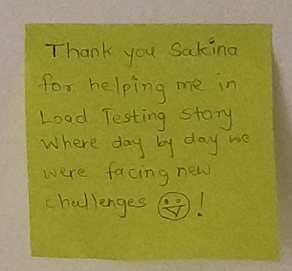 Thank you Sakina
for helping me in
Load Testing Story
where day by day we
were facing new
challenges !